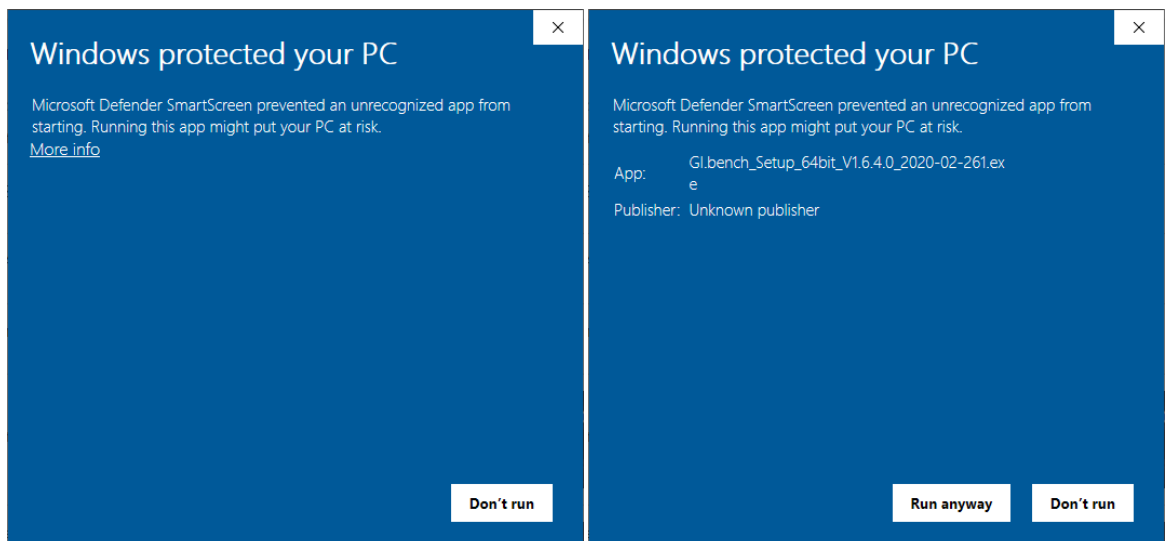 Windows protected your PC
Microsoft Defender SmartScreen prevented an unrecognized app from
starting. Running this app might put your PC at risk.
More info
Don't run
Windows protected your PC
Microsoft Defender SmartScreen prevented an unrecognized app from
starting. Running this app might put your PC at risk.
App: GI.bench_Setup_64bit_V1.6.4.0_2020-02-261.ex
e
Publisher: Unknown publisher
Run anyway Don't run